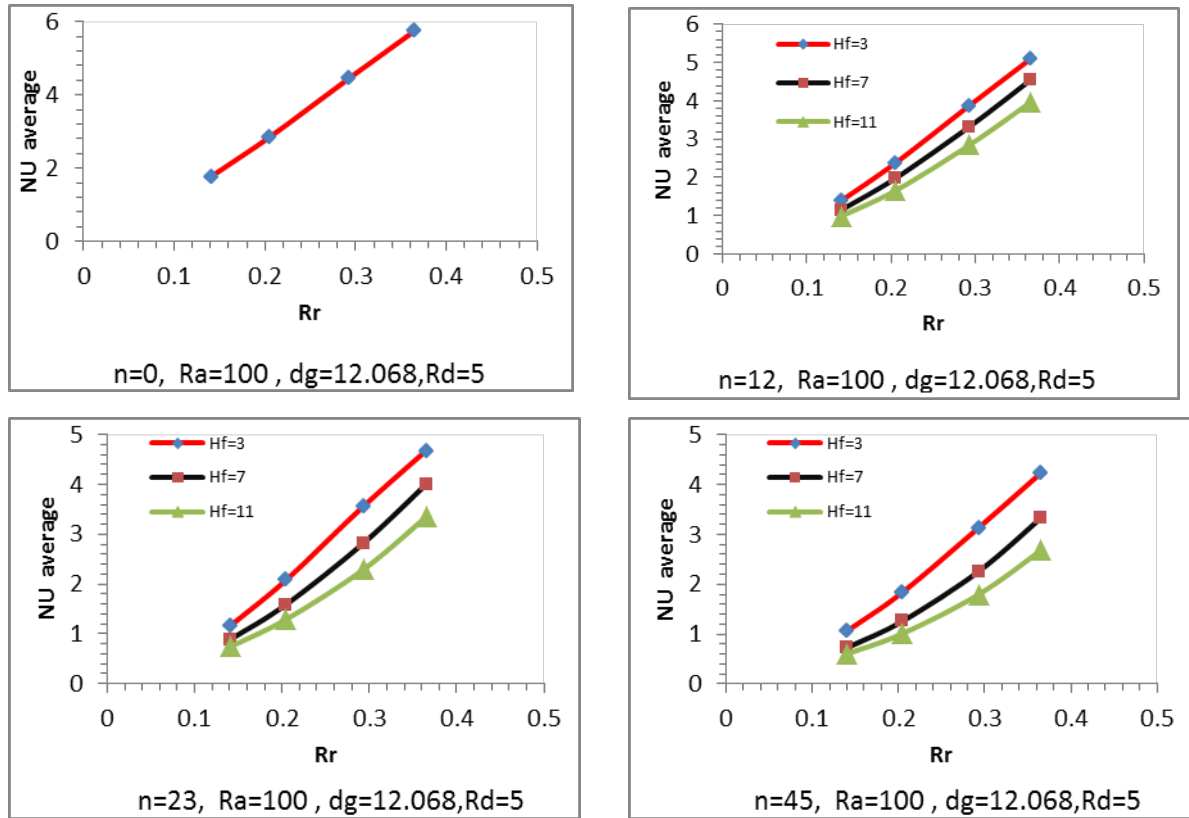 NU average
6
4
2
0
0 0.1 0.2 0.3 0.4 0.5
Rr
n=0, Ra=100 , dg=12.068,Rd=5
NU average
6
5
4
3
2
1
0
Hf=3
Hf=7
Hf=11
0 0.1 0.2 0.3 0.4 0.5
Rr
n=12, Ra=100 , dg=12.068,Rd=5
NU average
5
4
3
2
1
0
Hf=3
Hf=7
Hf=11
0 0.1 0.2 0.3 0.4 0.5
Rr
n=23, Ra=100 , dg=12.068,Rd=5
NU average
5
4
3
2
1
0
Hf=3
Hf=7
Hf=11
0 0.1 0.2 0.3 0.4 0.5
Rr
n=45, Ra=100 , dg=12.068,Rd=5